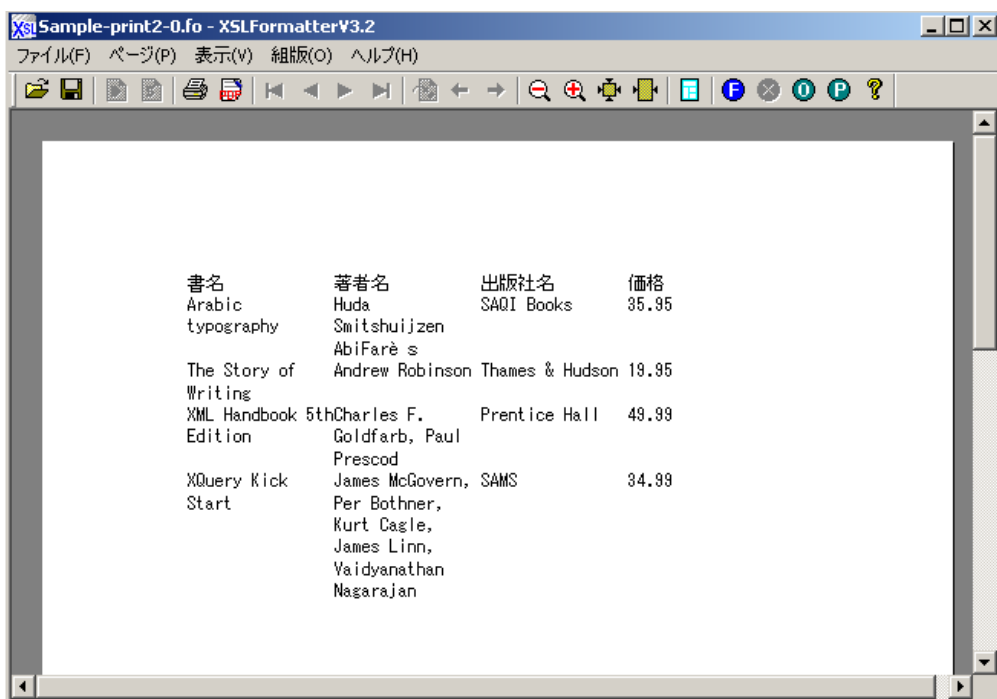 Sample-print2-0.fo - XSLFormatterV3.2
ファイル(F) ページ(P) 表示(V) 組版(O) ヘルプ(H)
F O P ?
書名 著者名 出版社名 価格
Arabic Huda SAQI Books 35.95
typography Smitshuijzen
AbiFarè s
The Story of Andrew Robinson Thames & Hudson 19.95
Writing
XML Handbook 5thCharles F. Prentice Hall 49.99
Edition Goldfarb, Paul
Prescod
XQuery Kick James McGovern, SAMS 34.99
Start Per Bothner,
Kurt Cagle,
James Linn,
Vaidyanathan
Nagarajan